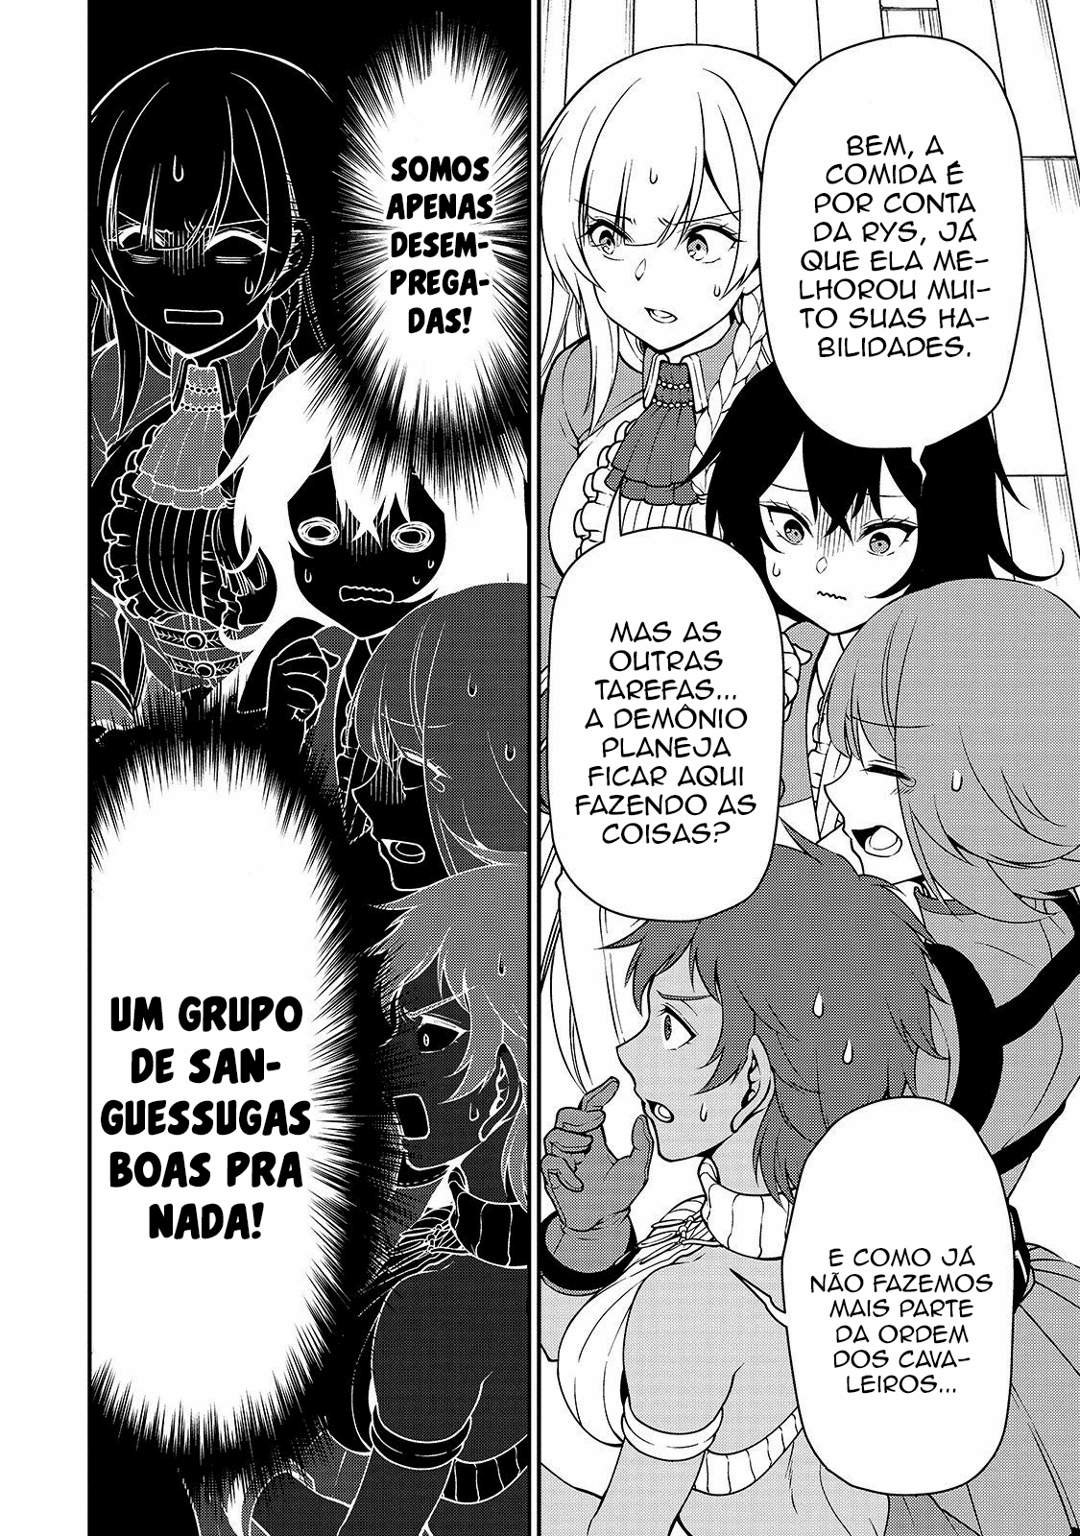 BEM, A
COMIDA É
POR CONTA
DA RYS, JÁ
QUE ELA ME-
LHOROU MUI-
TO SUAS HA-
BILIDADES.
MAS AS
OUTRAS
TAREFAS...
A DEMÔNIO
PLANEJA
FICAR AQUI
FAZENDO AS
COISAS?
E COMO JÁ
NÃO FAZEMOS
MAIS PARTE
DA ORDEM
DOS CAVA-
LEIROS...
SOMOS
APENAS
DESEM-
PREGA-
DAS!
UM GRUPO
DE SAN-
GUESSUGAS
BOAS PRA
NADA!